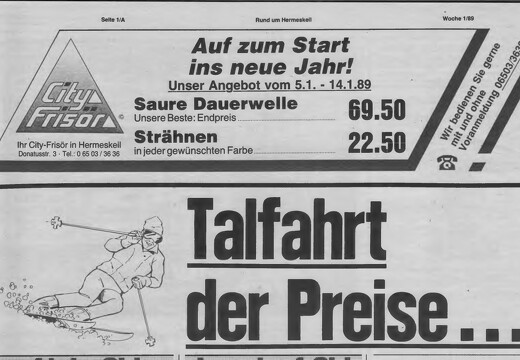 Seite 1/A
Rund um Hermeskeil
Woche 1/89
City
Frisör
Ihr City-Frisör in Hermeskeil
Donatusstr. 3 · Tel.: 0 65 03 / 36 36
Auf zum Start
ins neue Jahr!
Unser Angebot vom 5.1. - 14.1.89
Saure Dauerwelle
Unsere Beste: Endpreis
69.50
Strähnen
in jeder gewünschten Farbe
22.50
Wir bedienen Sie gerne
mit und ohne
Voranmeldung 06503/3636
Talfahrt
der Preise...